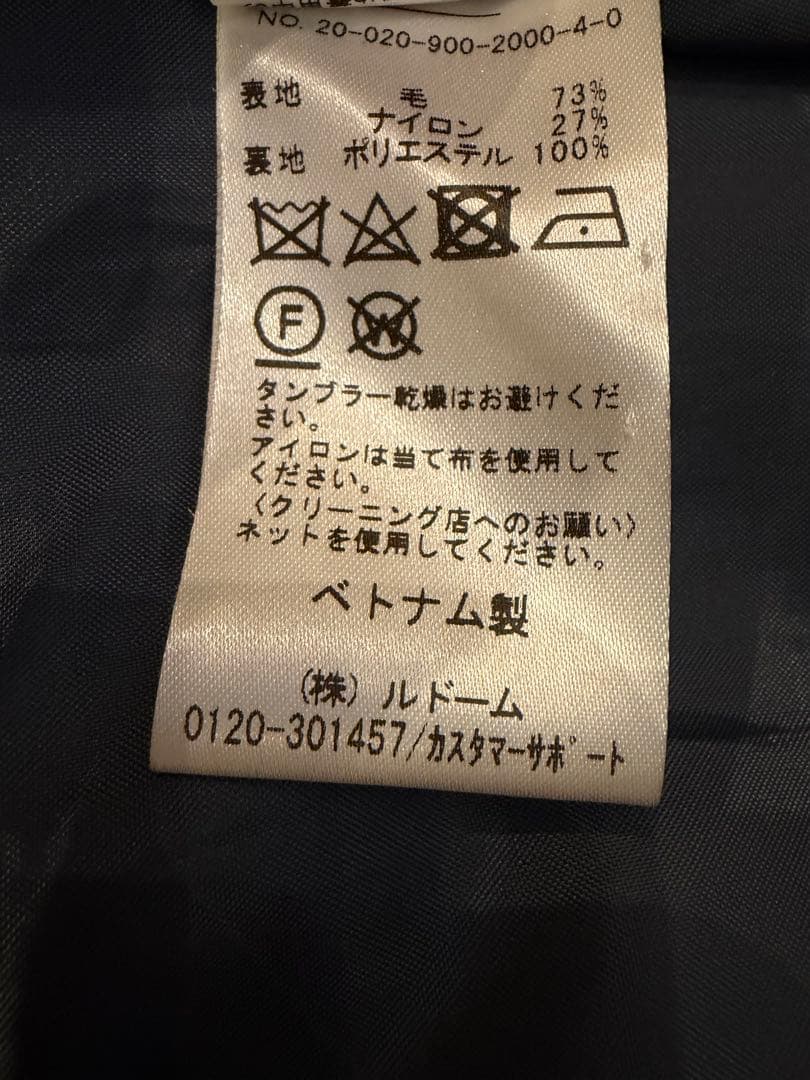 NO. 20-020-900-2000-4-0
表地 毛 73%
ナイロン 27%
裏地 ポリエステル 100%
F W
タンブラー乾燥はお避けくだ
さい。
アイロンは当て布を使用して
ください。
〈クリーニング店へのお願い〉
ネットを使用してください。
ベトナム製
(株) ルドーム
0120-301457/カスタマーサポート